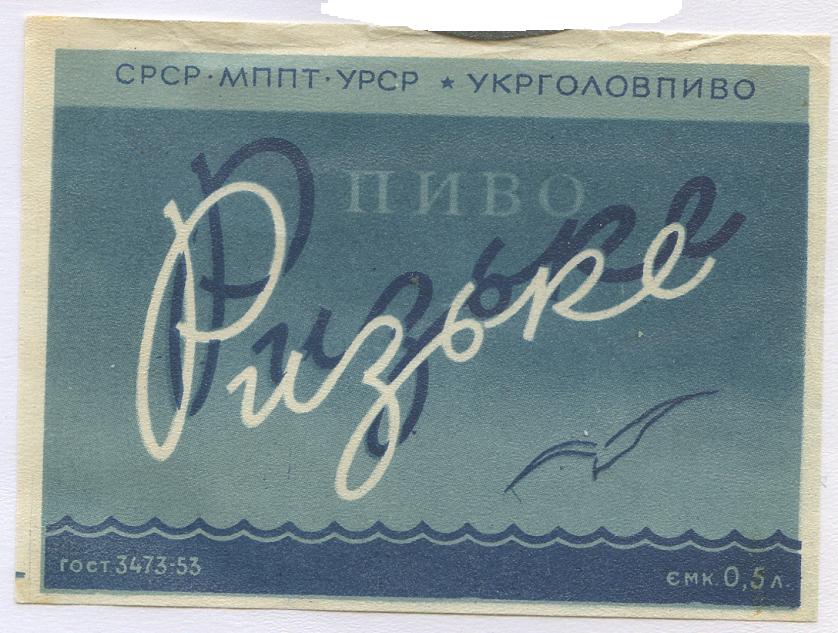 СРСР·МППТ·УРСР ★ УКРГОЛОВПИВО
ПИВО
Ризьке
ГОСТ 3473-53
ЄМК. 0,5 л.